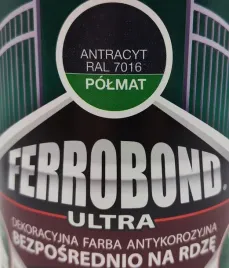 ANTRACYT
RAL 7016
PÓŁMAT
FERROBOND®
ULTRA
DEKORACYJNA FARBA ANTYKOROZYJNA
BEZPOŚREDNIO NA RDZĘ